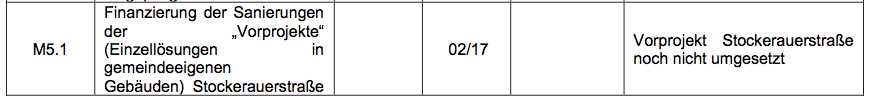 Finanzierung der Sanierungen
der „Vorprojekte“
M5.1 (Einzellösungen in 02/17 Vorprojekt Stockerauerstraße
gemeindeeigenen noch nicht umgesetzt
Gebäuden) Stockerauerstraße